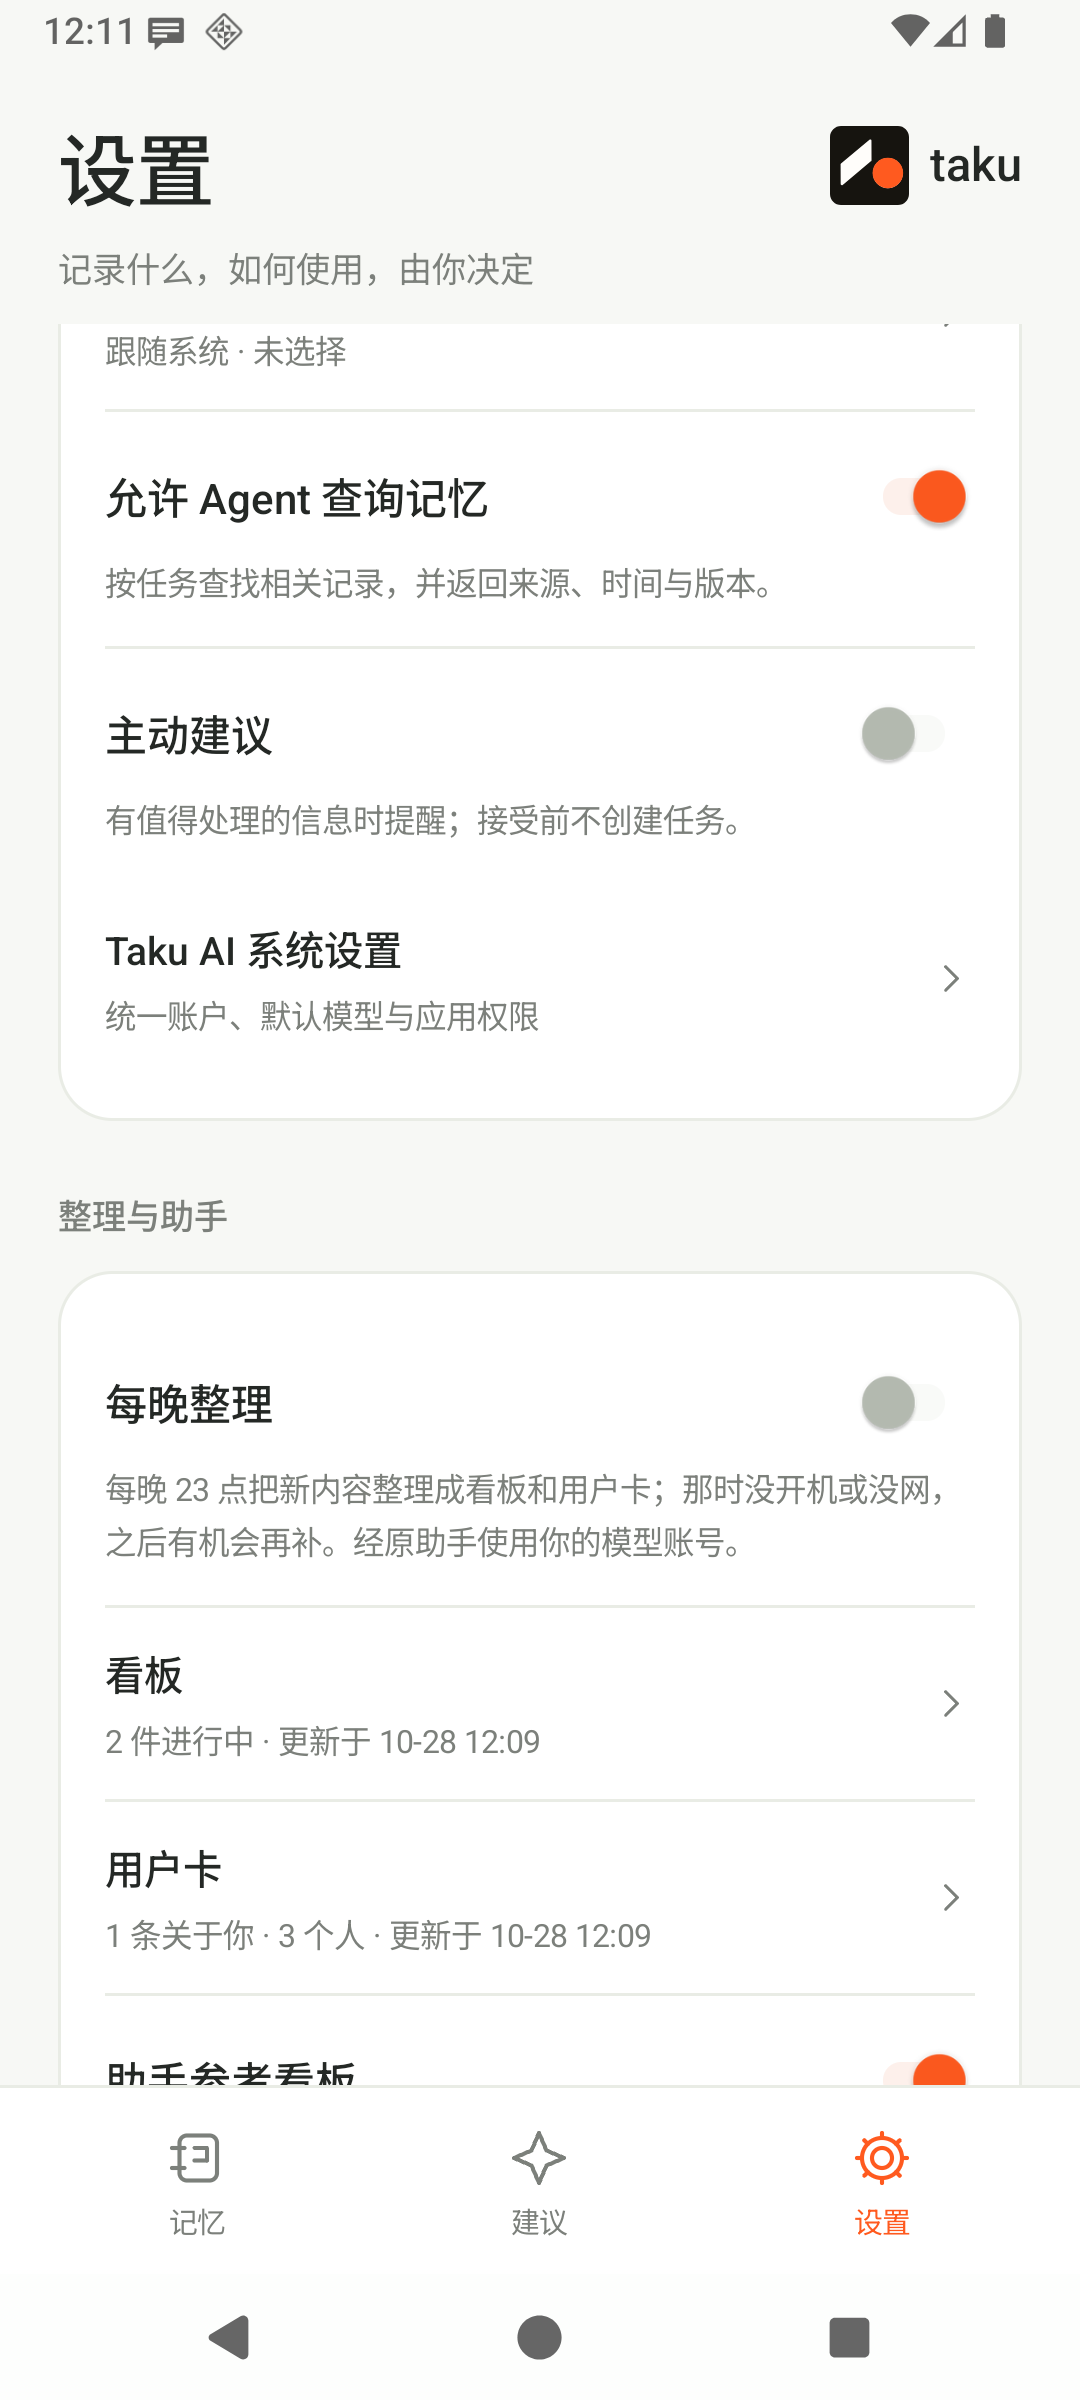 12:11
设置
taku
记录什么，如何使用，由你决定
跟随系统 · 未选择
允许 Agent 查询记忆
按任务查找相关记录，并返回来源、时间与版本。
主动建议
有值得处理的信息时提醒；接受前不创建任务。
Taku AI 系统设置
统一账户、默认模型与应用权限
整理与助手
每晚整理
每晚 23 点把新内容整理成看板和用户卡；那时没开机或没网，
之后有机会再补。经原助手使用你的模型账号。
看板
2 件进行中 · 更新于 10-28 12:09
用户卡
1 条关于你 · 3 个人 · 更新于 10-28 12:09
助手参考看板
记忆
建议
设置